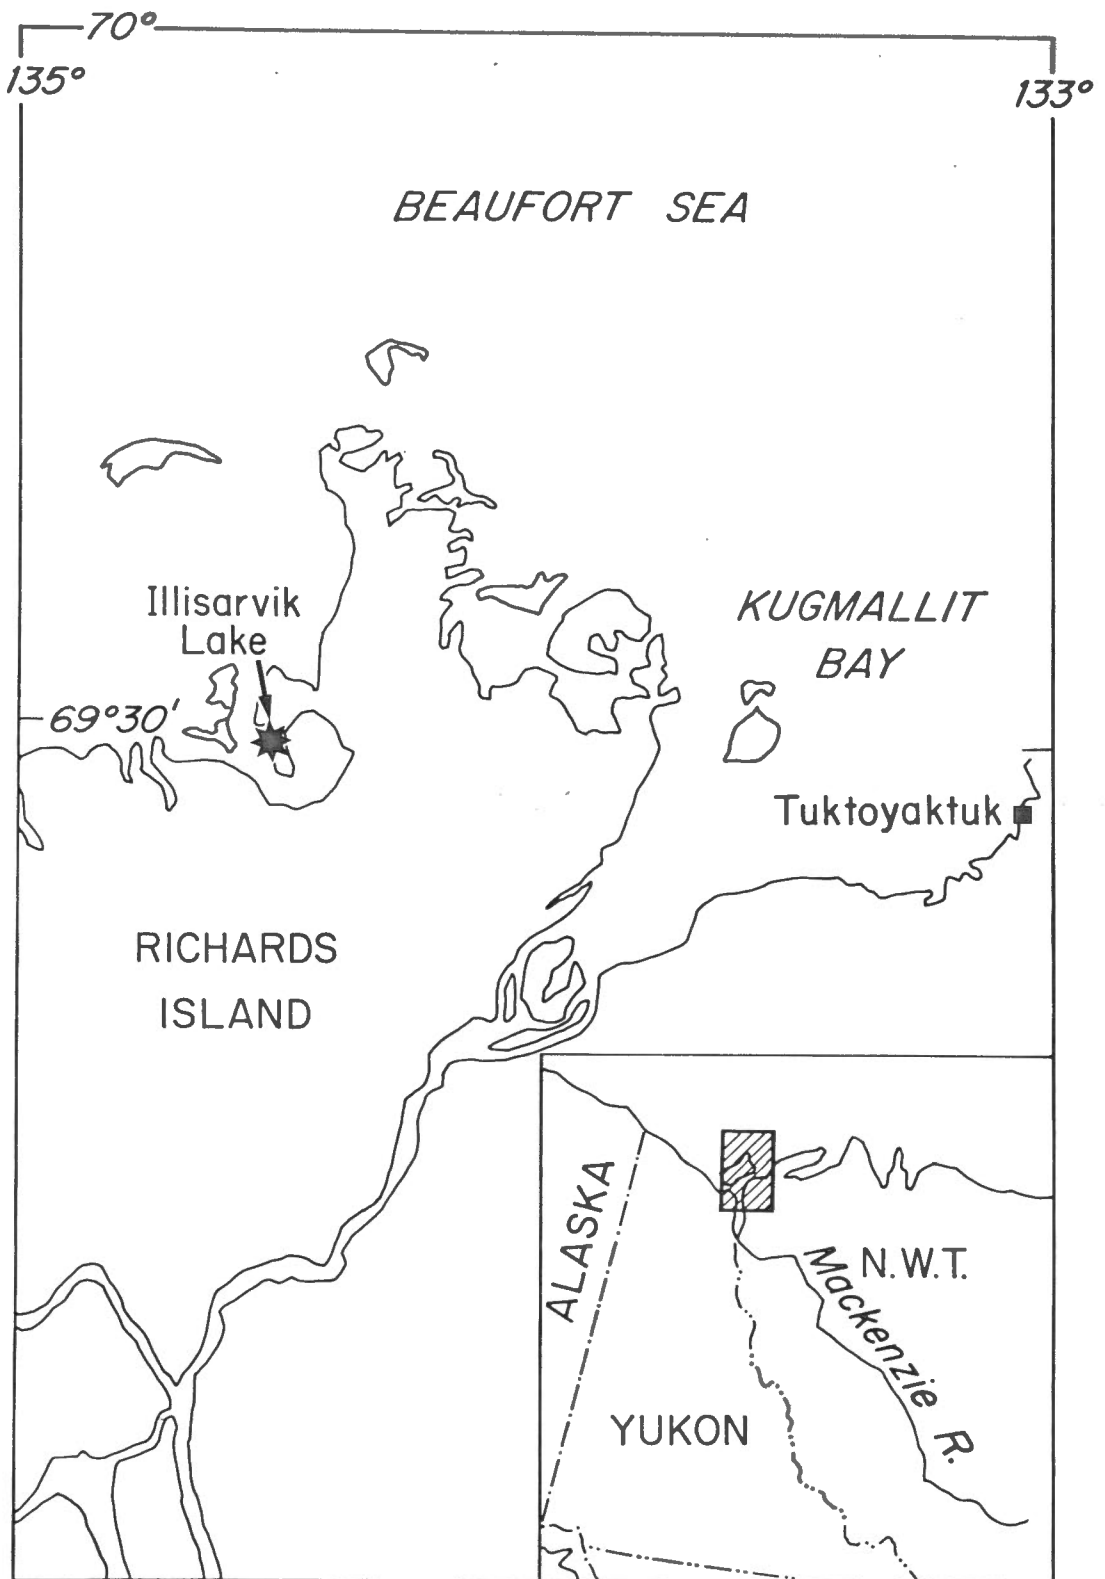 70°
135°
133°
BEAUFORT SEA
Illisarvik
Lake
KUGMALLIT
BAY
69°30'
Tuktoyaktuk
RICHARDS
ISLAND
ALASKA
N.W.T.
Mackenzie R.
YUKON